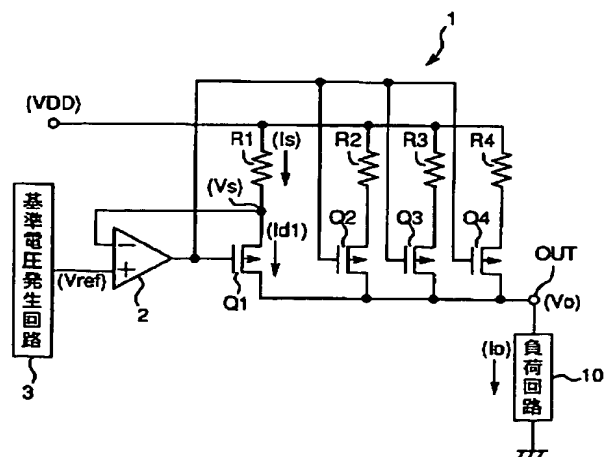 1
(VDD)
R1
(Is)
R2
R3
R4
(Vs)
(Id1)
Q2
Q3
Q4
OUT
基準電圧発生回路
(Vref)
2
Q1
(Vo)
(Io)
負荷回路
10
3
−
+